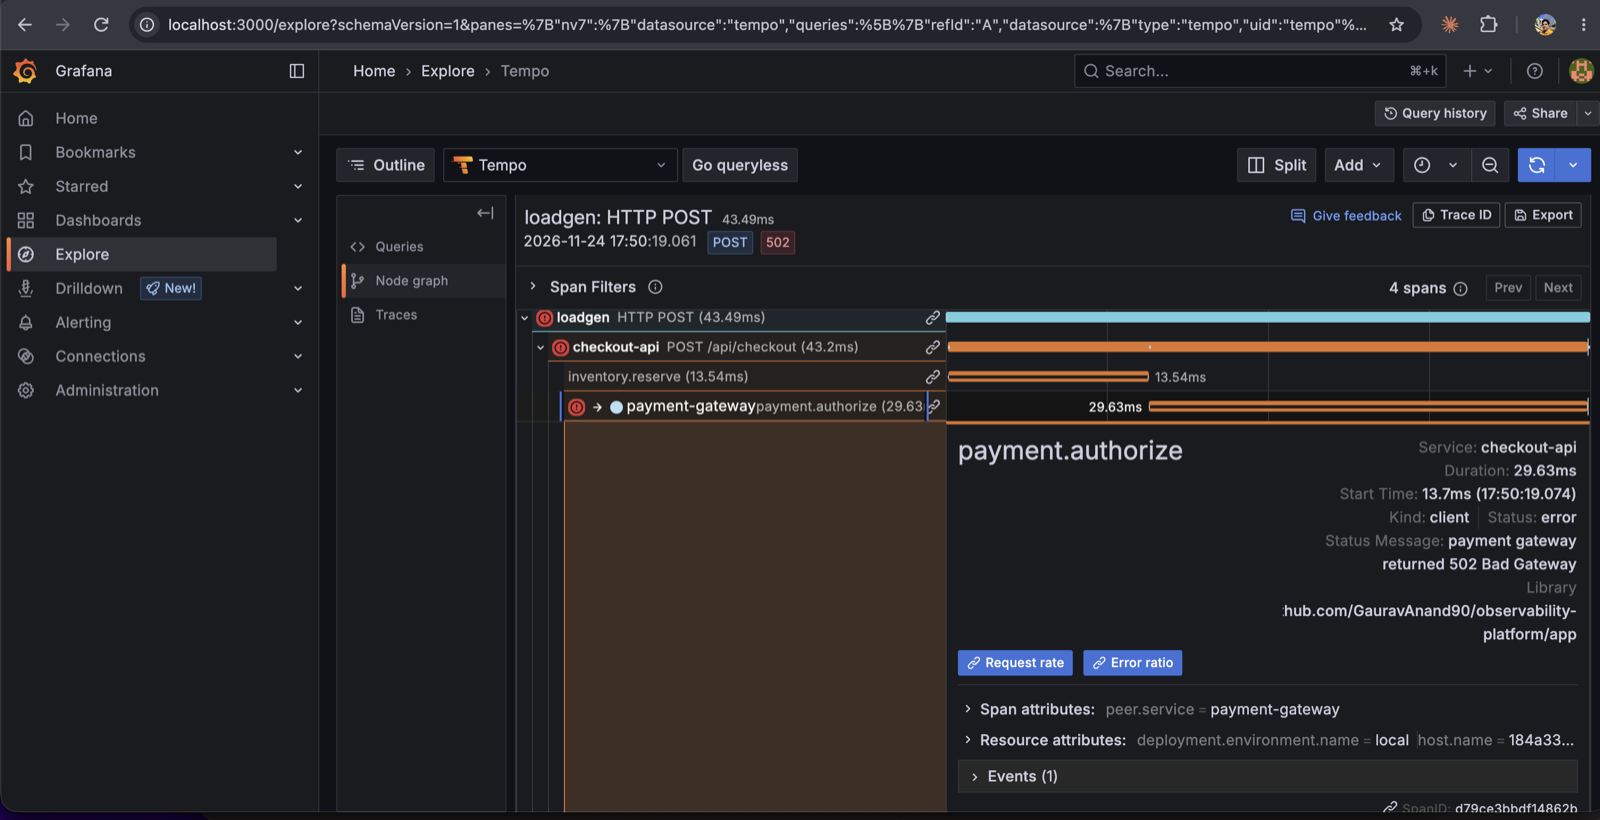 localhost:3000/explore?schemaVersion=1&panes=%7B"nv7":%7B"datasource":"tempo","queries":%5B%7B"refId":"A","datasource":%7B"type":"tempo","uid":"tempo"%...
Grafana
Home › Explore › Tempo
Search...
⌘+k
Query history
Share
Home
Bookmarks
Starred
Dashboards
Explore
Drilldown
New!
Alerting
Connections
Administration
Outline
Tempo
Go queryless
Split
Add
Queries
Node graph
Traces
loadgen: HTTP POST 43.49ms
2026-11-24 17:50:19.061 POST 502
Give feedback
Trace ID
Export
Span Filters
4 spans
Prev
Next
loadgen HTTP POST (43.49ms)
checkout-api POST /api/checkout (43.2ms)
inventory.reserve (13.54ms)
13.54ms
payment-gateway payment.authorize (29.63
29.63ms
payment.authorize
Service: checkout-api
Duration: 29.63ms
Start Time: 13.7ms (17:50:19.074)
Kind: client Status: error
Status Message: payment gateway
returned 502 Bad Gateway
Library
hub.com/GauravAnand90/observability-
platform/app
Request rate
Error ratio
Span attributes: peer.service = payment-gateway
Resource attributes: deployment.environment.name = local host.name = 184a33...
Events (1)
SpanID: d79ce3bbdf14862b